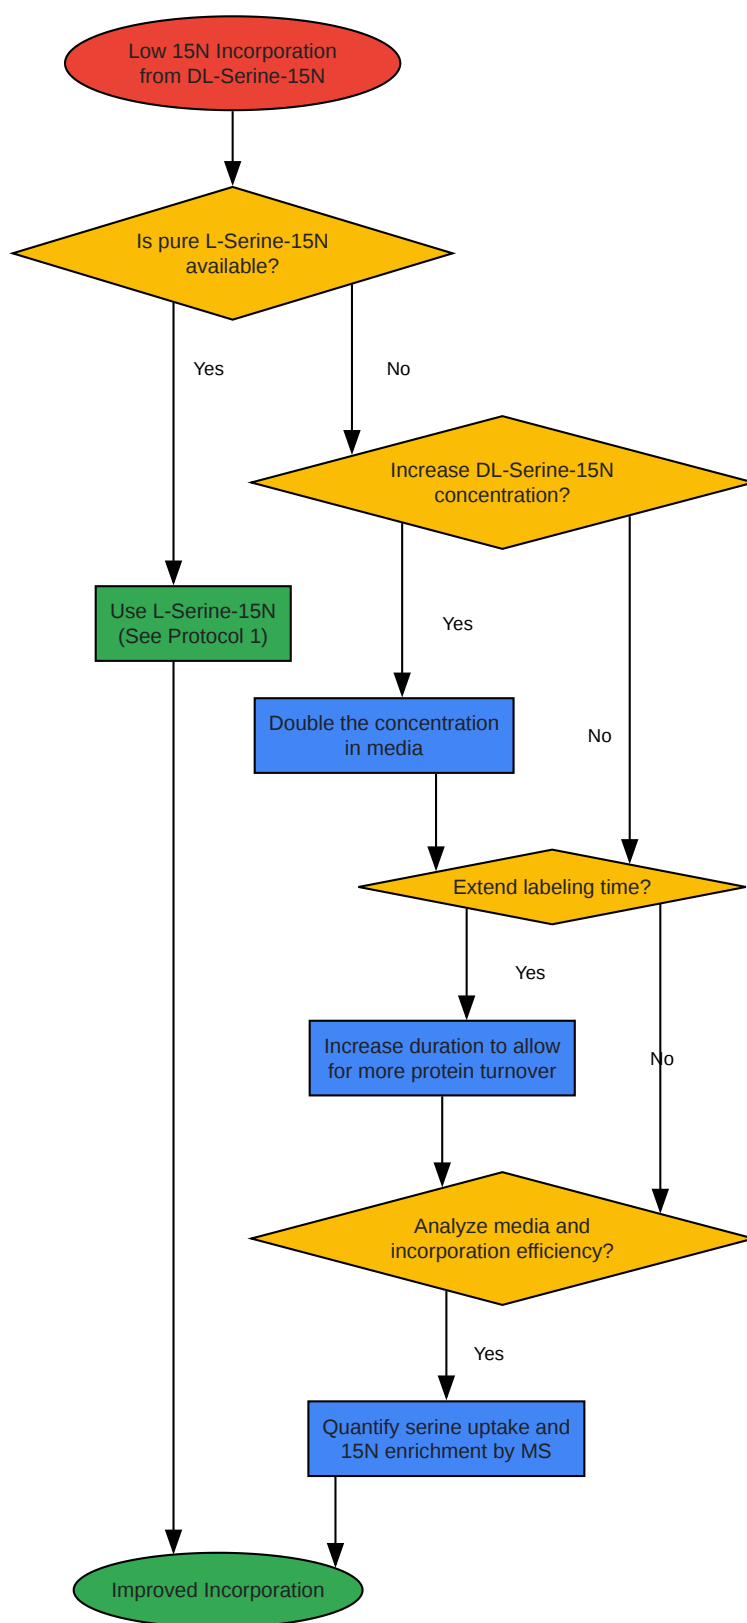 Low 15N Incorporation
from DL-Serine-15N
Is pure L-Serine-15N
available?
Yes
No
Increase DL-Serine-15N
concentration?
Use L-Serine-15N
(See Protocol 1)
Yes
Double the concentration
in media
No
Extend labeling time?
Yes
Increase duration to allow
for more protein turnover
No
Analyze media and
incorporation efficiency?
Yes
Quantify serine uptake and
15N enrichment by MS
Improved Incorporation